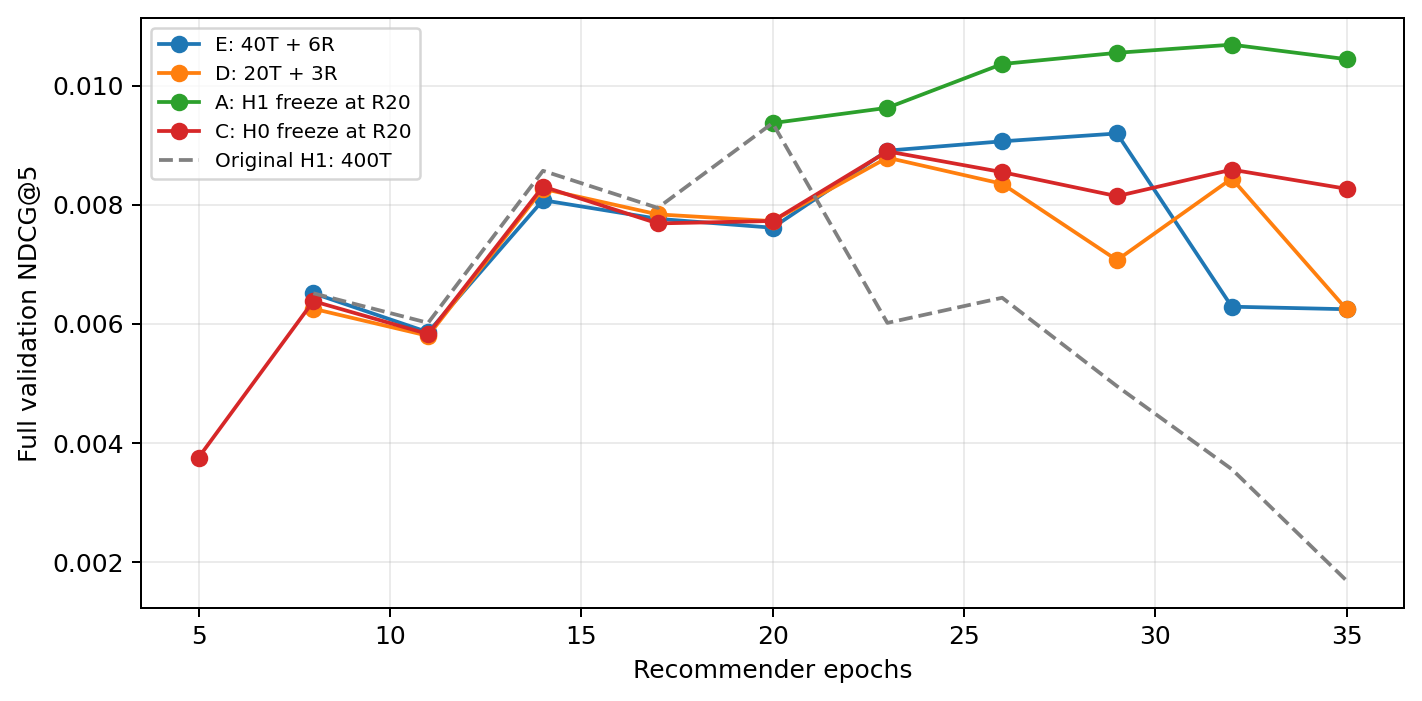 E: 40T + 6R
D: 20T + 3R
A: H1 freeze at R20
C: H0 freeze at R20
Original H1: 400T
Full validation NDCG@5
0.010
0.008
0.006
0.004
0.002
5 10 15 20 25 30 35
Recommender epochs